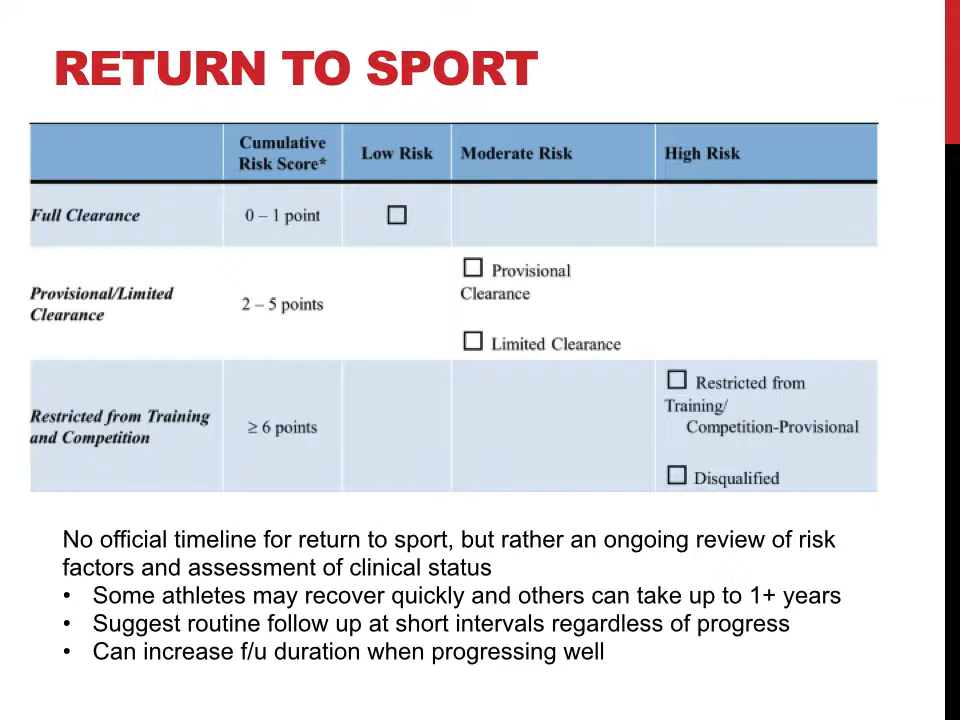 RETURN TO SPORT
Cumulative
Risk Score*
Low Risk
Moderate Risk
High Risk
Full Clearance
0 – 1 point
Provisional/Limited
Clearance
2 – 5 points
Provisional
Clearance
Limited Clearance
Restricted from Training
and Competition
≥ 6 points
Restricted from
Training/
Competition-Provisional
Disqualified
No official timeline for return to sport, but rather an ongoing review of risk
factors and assessment of clinical status
• Some athletes may recover quickly and others can take up to 1+ years
• Suggest routine follow up at short intervals regardless of progress
• Can increase f/u duration when progressing well